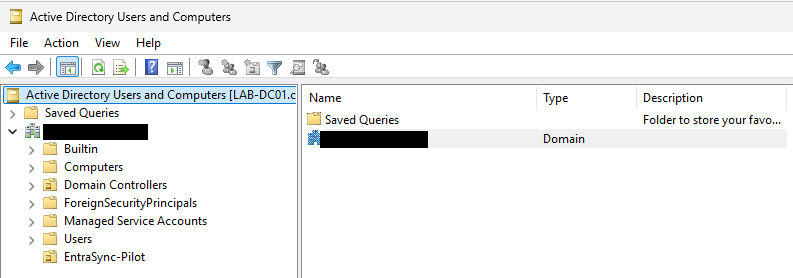 Active Directory Users and Computers
File Action View Help
Active Directory Users and Computers [LAB-DC01.c
Saved Queries
Builtin
Computers
Domain Controllers
ForeignSecurityPrincipals
Managed Service Accounts
Users
EntraSync-Pilot
Name Type Description
Saved Queries Folder to store your favo...
Domain